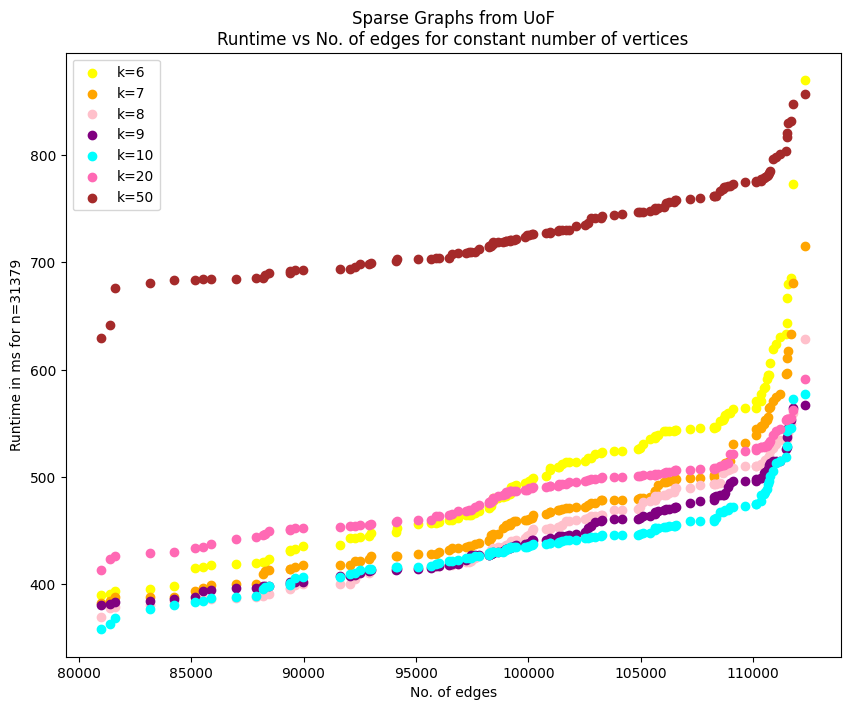 Sparse Graphs from UoF
Runtime vs No. of edges for constant number of vertices
k=6
k=7
k=8
k=9
k=10
k=20
k=50
Runtime in ms for n=31379
800
700
600
500
400
80000 85000 90000 95000 100000 105000 110000
No. of edges